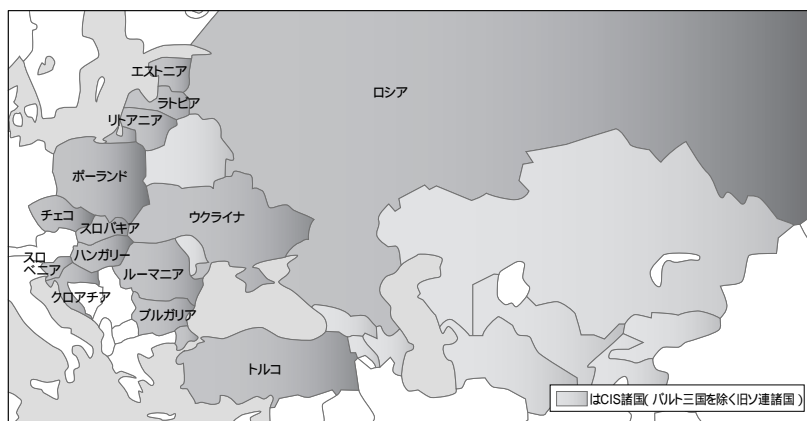 エストニア
ロシア
ラトビア
リトアニア
ポーランド
チェコ
スロバキア
ウクライナ
スロ
ベニア
ハンガリー
ルーマニア
クロアチア
ブルガリア
トルコ
はCIS諸国(バルト三国を除く旧ソ連諸国)